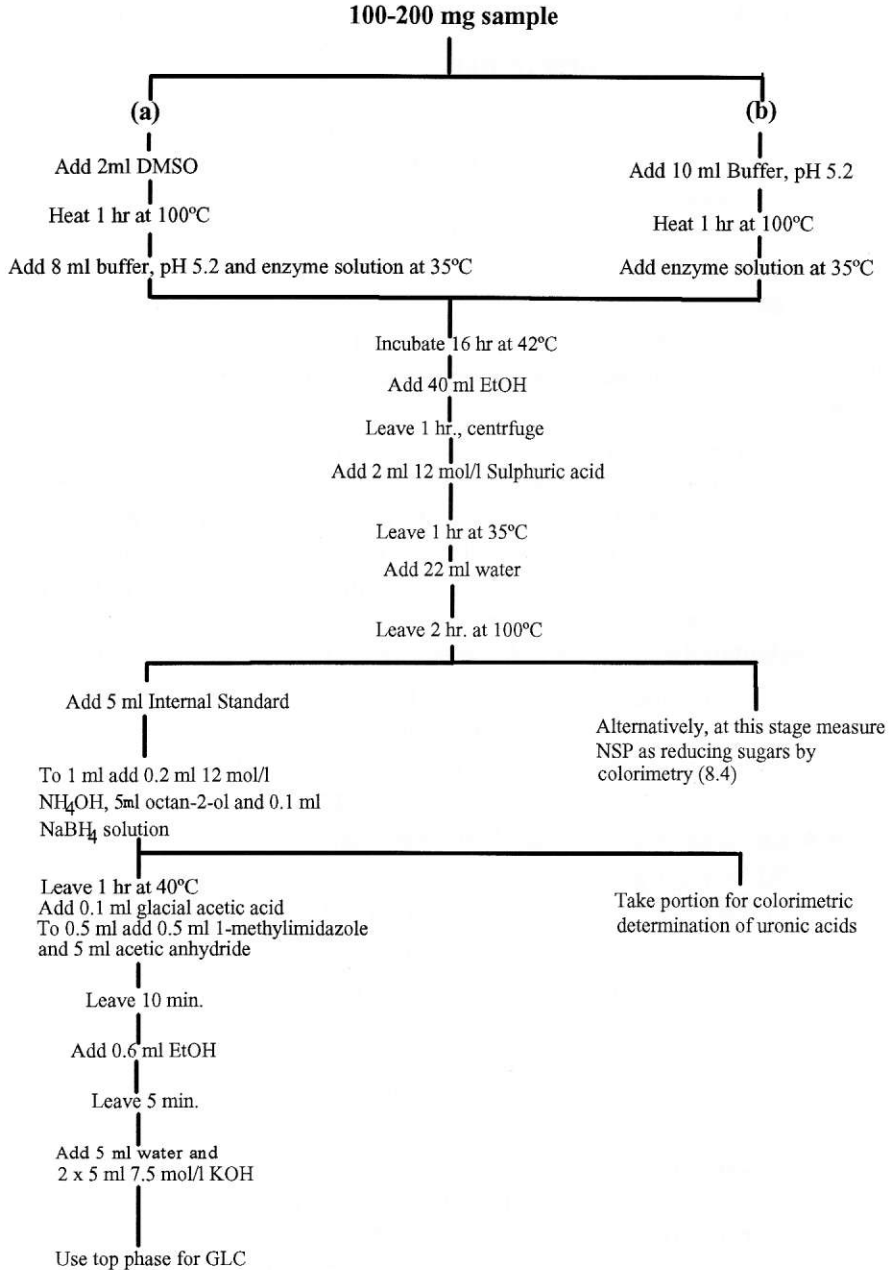 100-200 mg sample
(a)
Add 2ml DMSO
Heat 1 hr at 100ºC
Add 8 ml buffer, pH 5.2 and enzyme solution at 35ºC
(b)
Add 10 ml Buffer, pH 5.2
Heat 1 hr at 100ºC
Add enzyme solution at 35ºC
Incubate 16 hr at 42ºC
Add 40 ml EtOH
Leave 1 hr., centrfuge
Add 2 ml 12 mol/l Sulphuric acid
Leave 1 hr at 35ºC
Add 22 ml water
Leave 2 hr. at 100ºC
Add 5 ml Internal Standard
Alternatively, at this stage measure
NSP as reducing sugars by
colorimetry (8.4)
To 1 ml add 0.2 ml 12 mol/l
NH4OH, 5ml octan-2-ol and 0.1 ml
NaBH4 solution
Leave 1 hr at 40ºC
Add 0.1 ml glacial acetic acid
To 0.5 ml add 0.5 ml 1-methylimidazole
and 5 ml acetic anhydride
Take portion for colorimetric
determination of uronic acids
Leave 10 min.
Add 0.6 ml EtOH
Leave 5 min.
Add 5 ml water and
2 x 5 ml 7.5 mol/l KOH
Use top phase for GLC